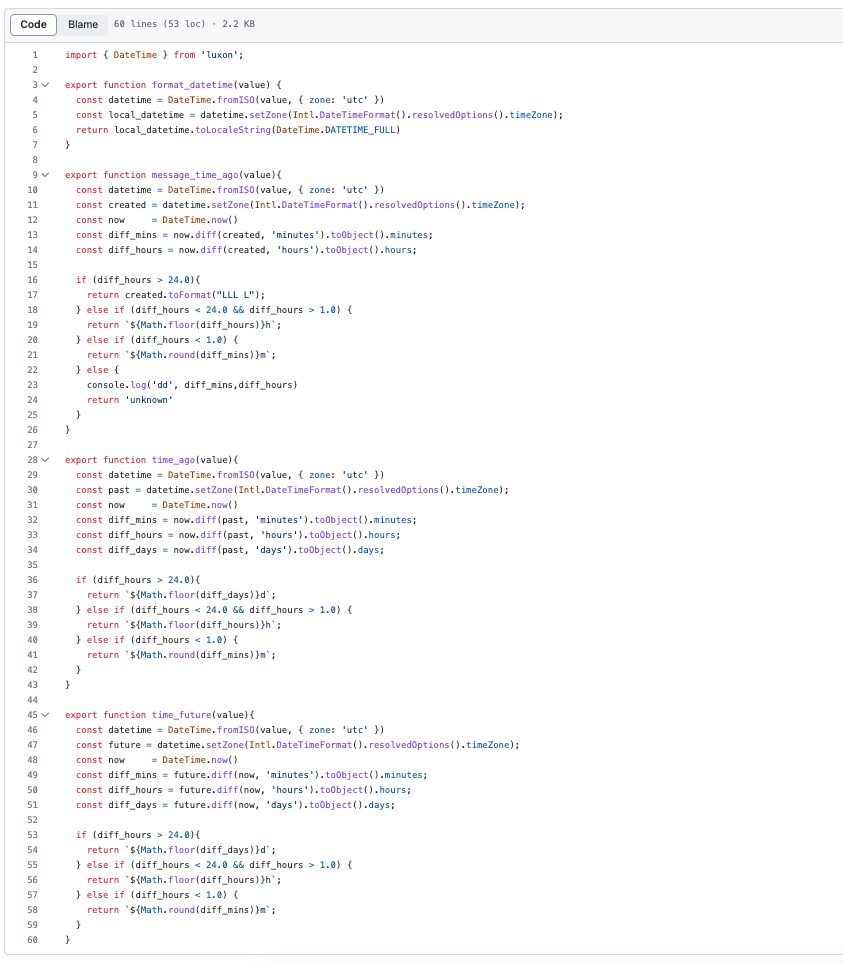 Code Blame 60 lines (53 loc) · 2.2 KB
1 import { DateTime } from 'luxon';
2
3 export function format_datetime(value) {
4   const datetime = DateTime.fromISO(value, { zone: 'utc' })
5   const local_datetime = datetime.setZone(Intl.DateTimeFormat().resolvedOptions().timeZone);
6   return local_datetime.toLocaleString(DateTime.DATETIME_FULL)
7 }
8
9 export function message_time_ago(value){
10   const datetime = DateTime.fromISO(value, { zone: 'utc' })
11   const created = datetime.setZone(Intl.DateTimeFormat().resolvedOptions().timeZone);
12   const now     = DateTime.now()
13   const diff_mins = now.diff(created, 'minutes').toObject().minutes;
14   const diff_hours = now.diff(created, 'hours').toObject().hours;
15
16   if (diff_hours > 24.0){
17     return created.toFormat("LLL L");
18   } else if (diff_hours < 24.0 && diff_hours > 1.0) {
19     return `${Math.floor(diff_hours)}h`;
20   } else if (diff_hours < 1.0) {
21     return `${Math.round(diff_mins)}m`;
22   } else {
23     console.log('dd', diff_mins,diff_hours)
24     return 'unknown'
25   }
26 }
27
28 export function time_ago(value){
29   const datetime = DateTime.fromISO(value, { zone: 'utc' })
30   const past = datetime.setZone(Intl.DateTimeFormat().resolvedOptions().timeZone);
31   const now     = DateTime.now()
32   const diff_mins = now.diff(past, 'minutes').toObject().minutes;
33   const diff_hours = now.diff(past, 'hours').toObject().hours;
34   const diff_days = now.diff(past, 'days').toObject().days;
35
36   if (diff_hours > 24.0){
37     return `${Math.floor(diff_days)}d`;
38   } else if (diff_hours < 24.0 && diff_hours > 1.0) {
39     return `${Math.floor(diff_hours)}h`;
40   } else if (diff_hours < 1.0) {
41     return `${Math.round(diff_mins)}m`;
42   }
43 }
44
45 export function time_future(value){
46   const datetime = DateTime.fromISO(value, { zone: 'utc' })
47   const future = datetime.setZone(Intl.DateTimeFormat().resolvedOptions().timeZone);
48   const now     = DateTime.now()
49   const diff_mins = future.diff(now, 'minutes').toObject().minutes;
50   const diff_hours = future.diff(now, 'hours').toObject().hours;
51   const diff_days = future.diff(now, 'days').toObject().days;
52
53   if (diff_hours > 24.0){
54     return `${Math.floor(diff_days)}d`;
55   } else if (diff_hours < 24.0 && diff_hours > 1.0) {
56     return `${Math.floor(diff_hours)}h`;
57   } else if (diff_hours < 1.0) {
58     return `${Math.round(diff_mins)}m`;
59   }
60 }